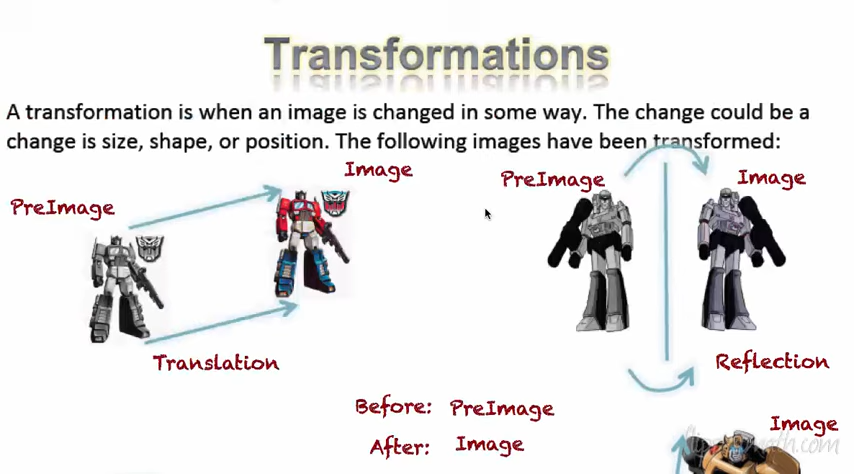 Transformations
A transformation is when an image is changed in some way. The change could be a
change is size, shape, or position. The following images have been transformed:
Image
PreImage
PreImage
Image
Translation
Reflection
Before: PreImage
After: Image
Image